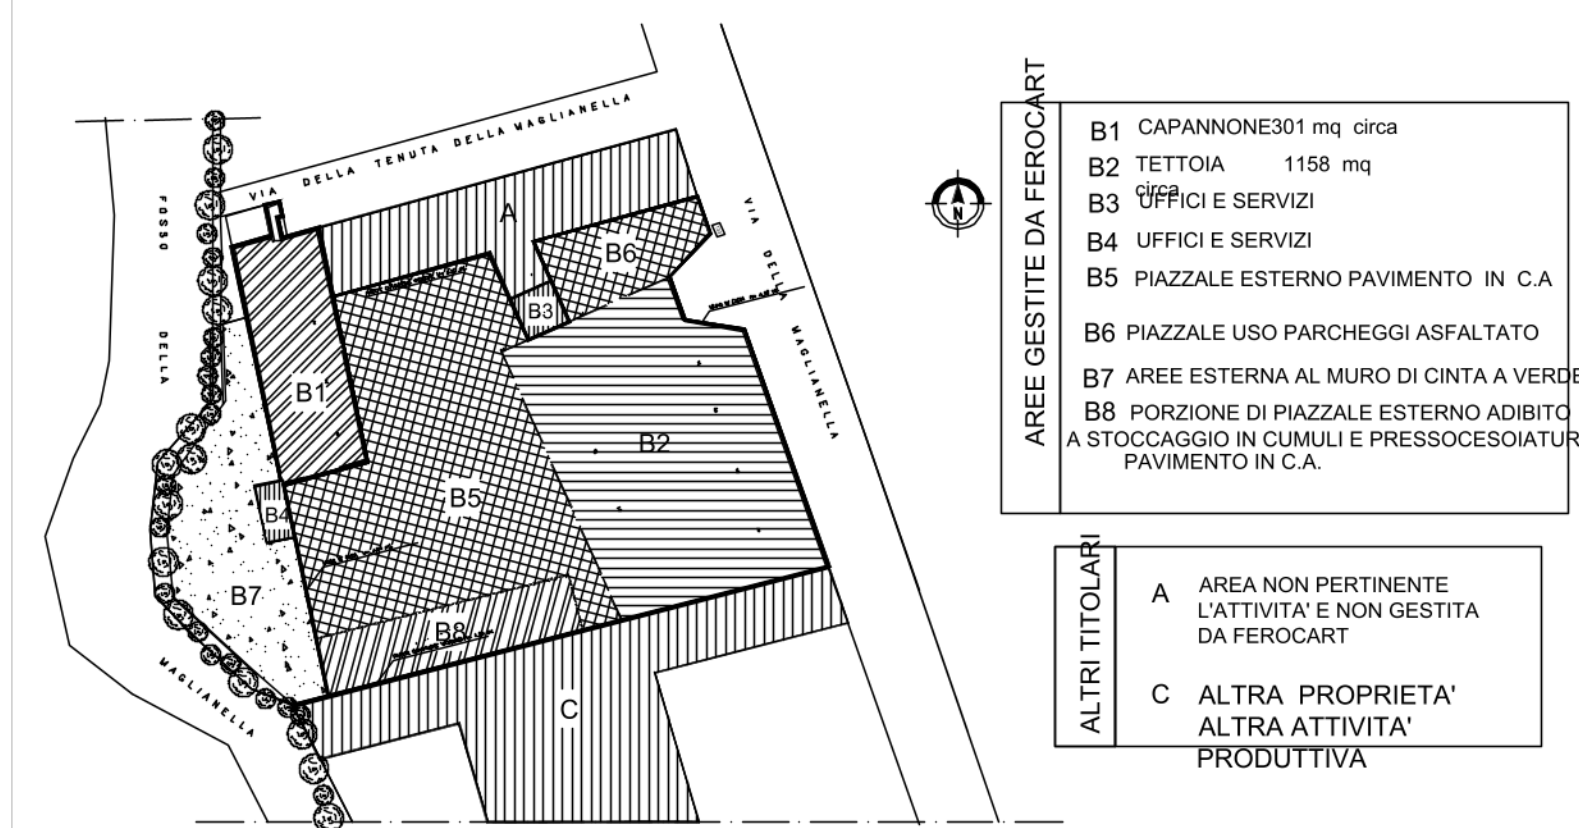 VIA DELLA TENUTA DELLA MAGLIANELLA
VIA DELLA MAGLIANELLA
FOSSO DELLA MAGLIANELLA
A
B6
B3
B1
B2
B5
B4
B7
B8
C
N
AREE GESTITE DA FEROCART
B1 CAPANNONE301 mq circa
B2 TETTOIA 1158 mq
circa
B3 UFFICI E SERVIZI
B4 UFFICI E SERVIZI
B5 PIAZZALE ESTERNO PAVIMENTO IN C.A
B6 PIAZZALE USO PARCHEGGI ASFALTATO
B7 AREE ESTERNA AL MURO DI CINTA A VERDE
B8 PORZIONE DI PIAZZALE ESTERNO ADIBITO
A STOCCAGGIO IN CUMULI E PRESSOCESOIATUR
PAVIMENTO IN C.A.
ALTRI TITOLARI
A AREA NON PERTINENTE
L'ATTIVITA' E NON GESTITA
DA FEROCART
C ALTRA PROPRIETA'
ALTRA ATTIVITA'
PRODUTTIVA